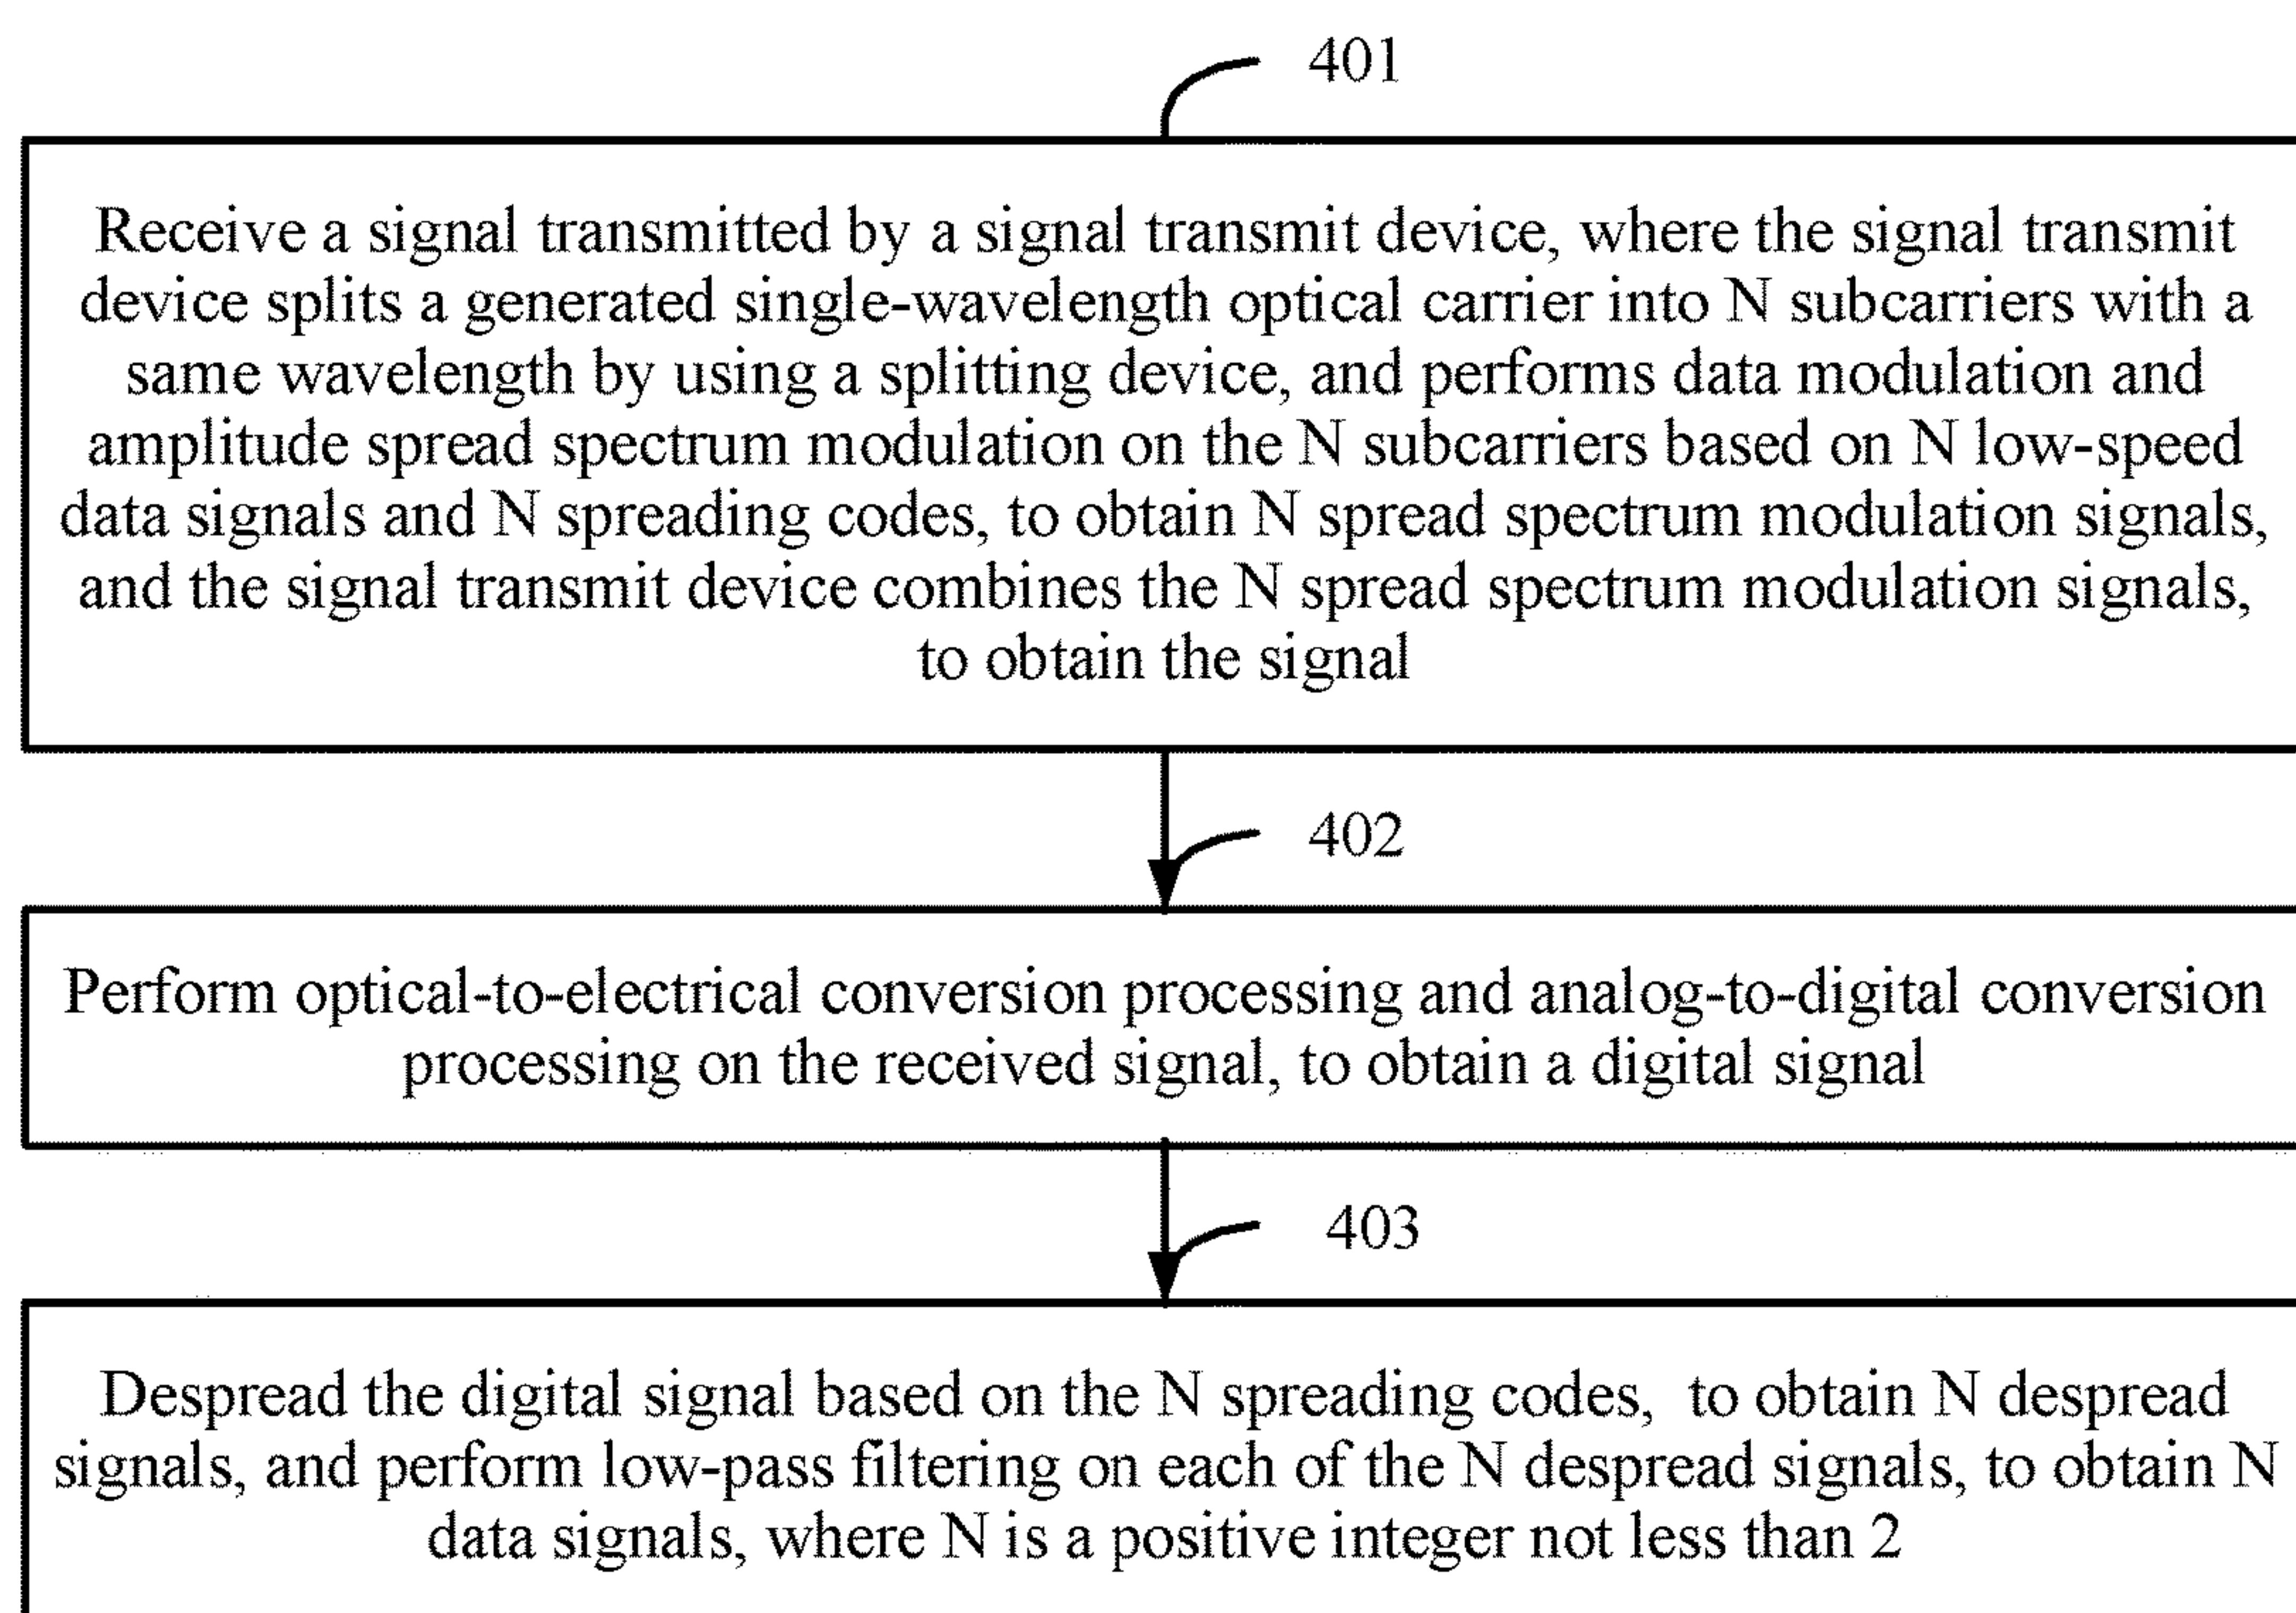 401
Receive a signal transmitted by a signal transmit device, where the signal transmit
device splits a generated single-wavelength optical carrier into N subcarriers with a
same wavelength by using a splitting device, and performs data modulation and
amplitude spread spectrum modulation on the N subcarriers based on N low-speed
data signals and N spreading codes, to obtain N spread spectrum modulation signals,
and the signal transmit device combines the N spread spectrum modulation signals,
to obtain the signal
402
Perform optical-to-electrical conversion processing and analog-to-digital conversion
processing on the received signal, to obtain a digital signal
403
Despread the digital signal based on the N spreading codes, to obtain N despread
signals, and perform low-pass filtering on each of the N despread signals, to obtain N
data signals, where N is a positive integer not less than 2